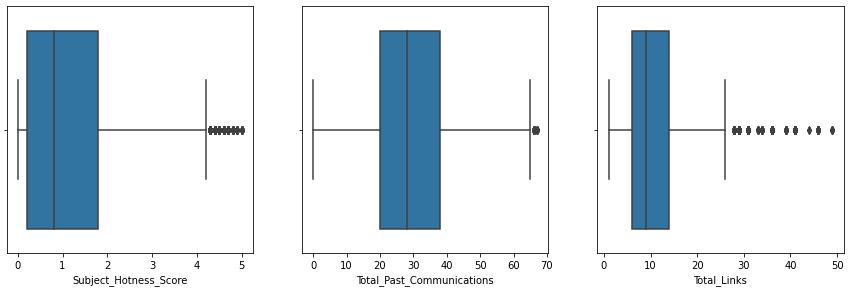 0 1 2 3 4 5
Subject_Hotness_Score
0 10 20 30 40 50 60 70
Total_Past_Communications
0 10 20 30 40 50
Total_Links